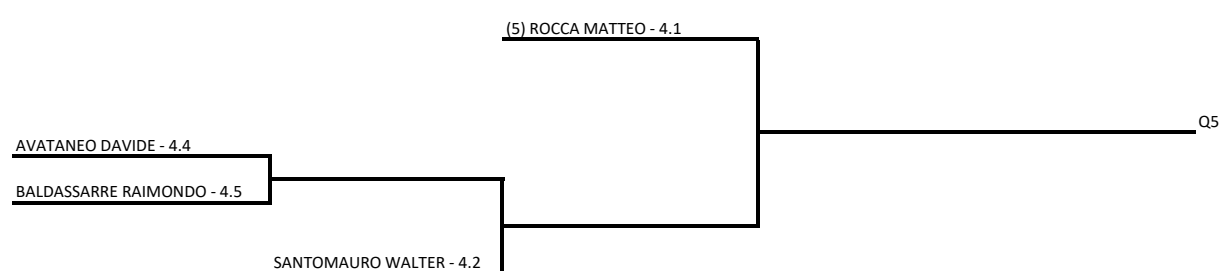 (5) ROCCA MATTEO - 4.1
Q5
AVATANEO DAVIDE - 4.4
BALDASSARRE RAIMONDO - 4.5
SANTOMAURO WALTER - 4.2